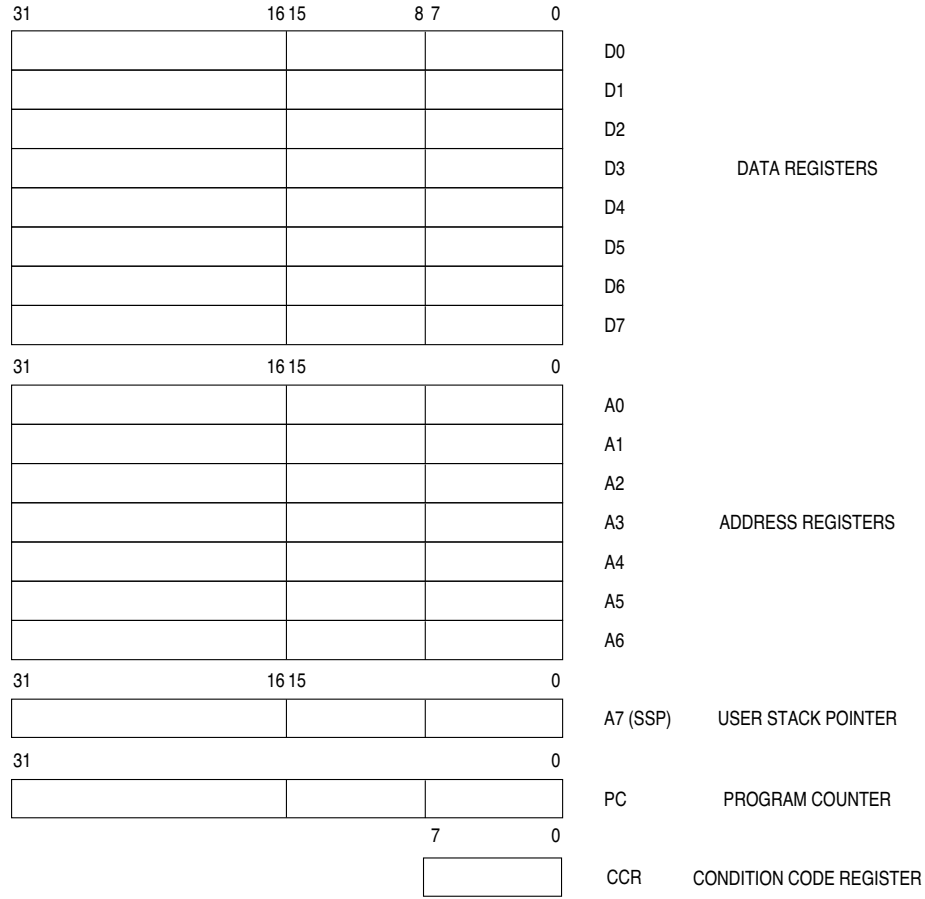 31 16 15 8 7 0
D0
D1
D2
D3 DATA REGISTERS
D4
D5
D6
D7
31 16 15 0
A0
A1
A2
A3 ADDRESS REGISTERS
A4
A5
A6
31 16 15 0
A7 (SSP) USER STACK POINTER
31 0
PC PROGRAM COUNTER
7 0
CCR CONDITION CODE REGISTER